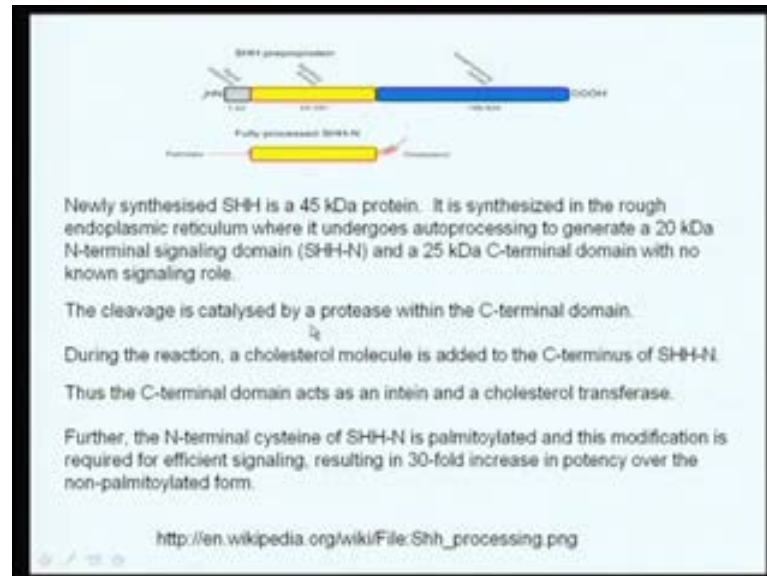 SHH preproprotein
COOH
Fully processed SHH-N
Newly synthesised SHH is a 45 kDa protein. It is synthesized in the rough
endoplasmic reticulum where it undergoes autoprocessing to generate a 20 kDa
N-terminal signaling domain (SHH-N) and a 25 kDa C-terminal domain with no
known signaling role.
The cleavage is catalysed by a protease within the C-terminal domain.
During the reaction, a cholesterol molecule is added to the C-terminus of SHH-N.
Thus the C-terminal domain acts as an intein and a cholesterol transferase.
Further, the N-terminal cysteine of SHH-N is palmitoylated and this modification is
required for efficient signaling, resulting in 30-fold increase in potency over the
non-palmitoylated form.
http://en.wikipedia.org/wiki/File:Shh_processing.png